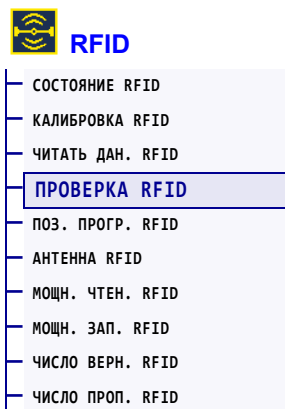 RFID
СОСТОЯНИЕ RFID
КАЛИБРОВКА RFID
ЧИТАТЬ ДАН. RFID
ПРОВЕРКА RFID
ПОЗ. ПРОГР. RFID
АНТЕННА RFID
МОЩН. ЧТЕН. RFID
МОЩН. ЗАП. RFID
ЧИСЛО ВЕРН. RFID
ЧИСЛО ПРОП. RFID